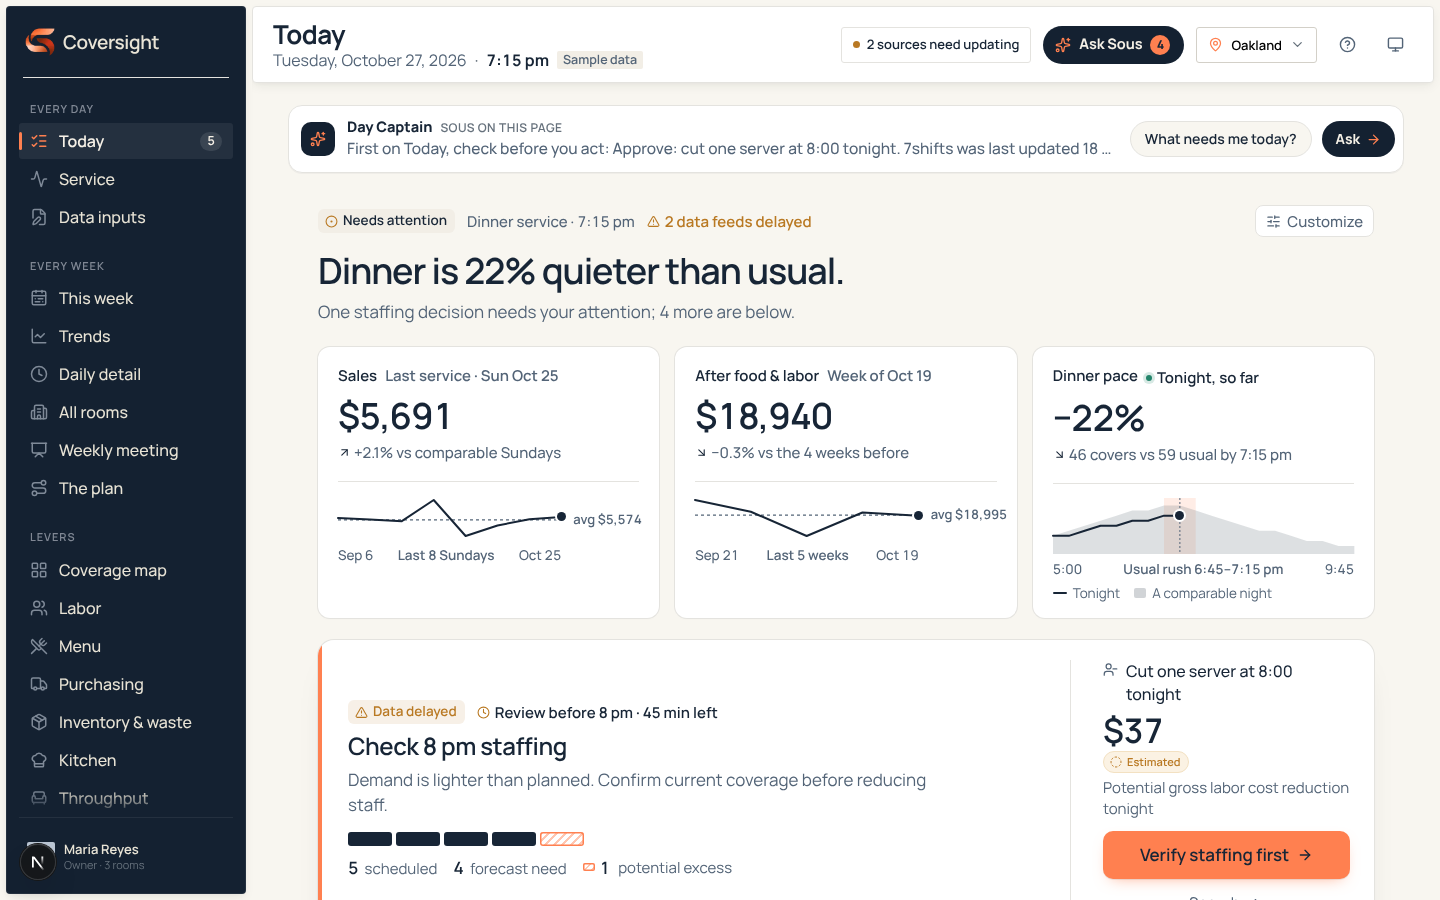 Coversight
EVERY DAY
Today 5
Service
Data inputs
EVERY WEEK
This week
Trends
Daily detail
All rooms
Weekly meeting
The plan
LEVERS
Coverage map
Labor
Menu
Purchasing
Inventory & waste
Kitchen
Throughput
N
Maria Reyes
Owner · 3 rooms
Today
Tuesday, October 27, 2026 · 7:15 pm Sample data
2 sources need updating
Ask Sous 4
Oakland
Day Captain SOUS ON THIS PAGE
First on Today, check before you act: Approve: cut one server at 8:00 tonight. 7shifts was last updated 18 ...
What needs me today?
Ask
Needs attention Dinner service · 7:15 pm 2 data feeds delayed
Customize
Dinner is 22% quieter than usual.
One staffing decision needs your attention; 4 more are below.
Sales Last service · Sun Oct 25
$5,691
+2.1% vs comparable Sundays
avg $5,574
Sep 6 Last 8 Sundays Oct 25
After food & labor Week of Oct 19
$18,940
−0.3% vs the 4 weeks before
avg $18,995
Sep 21 Last 5 weeks Oct 19
Dinner pace Tonight, so far
−22%
46 covers vs 59 usual by 7:15 pm
5:00 Usual rush 6:45–7:15 pm 9:45
Tonight A comparable night
Data delayed Review before 8 pm · 45 min left
Check 8 pm staffing
Demand is lighter than planned. Confirm current coverage before reducing
staff.
5 scheduled 4 forecast need 1 potential excess
Cut one server at 8:00
tonight
$37
Estimated
Potential gross labor cost reduction
tonight
Verify staffing first